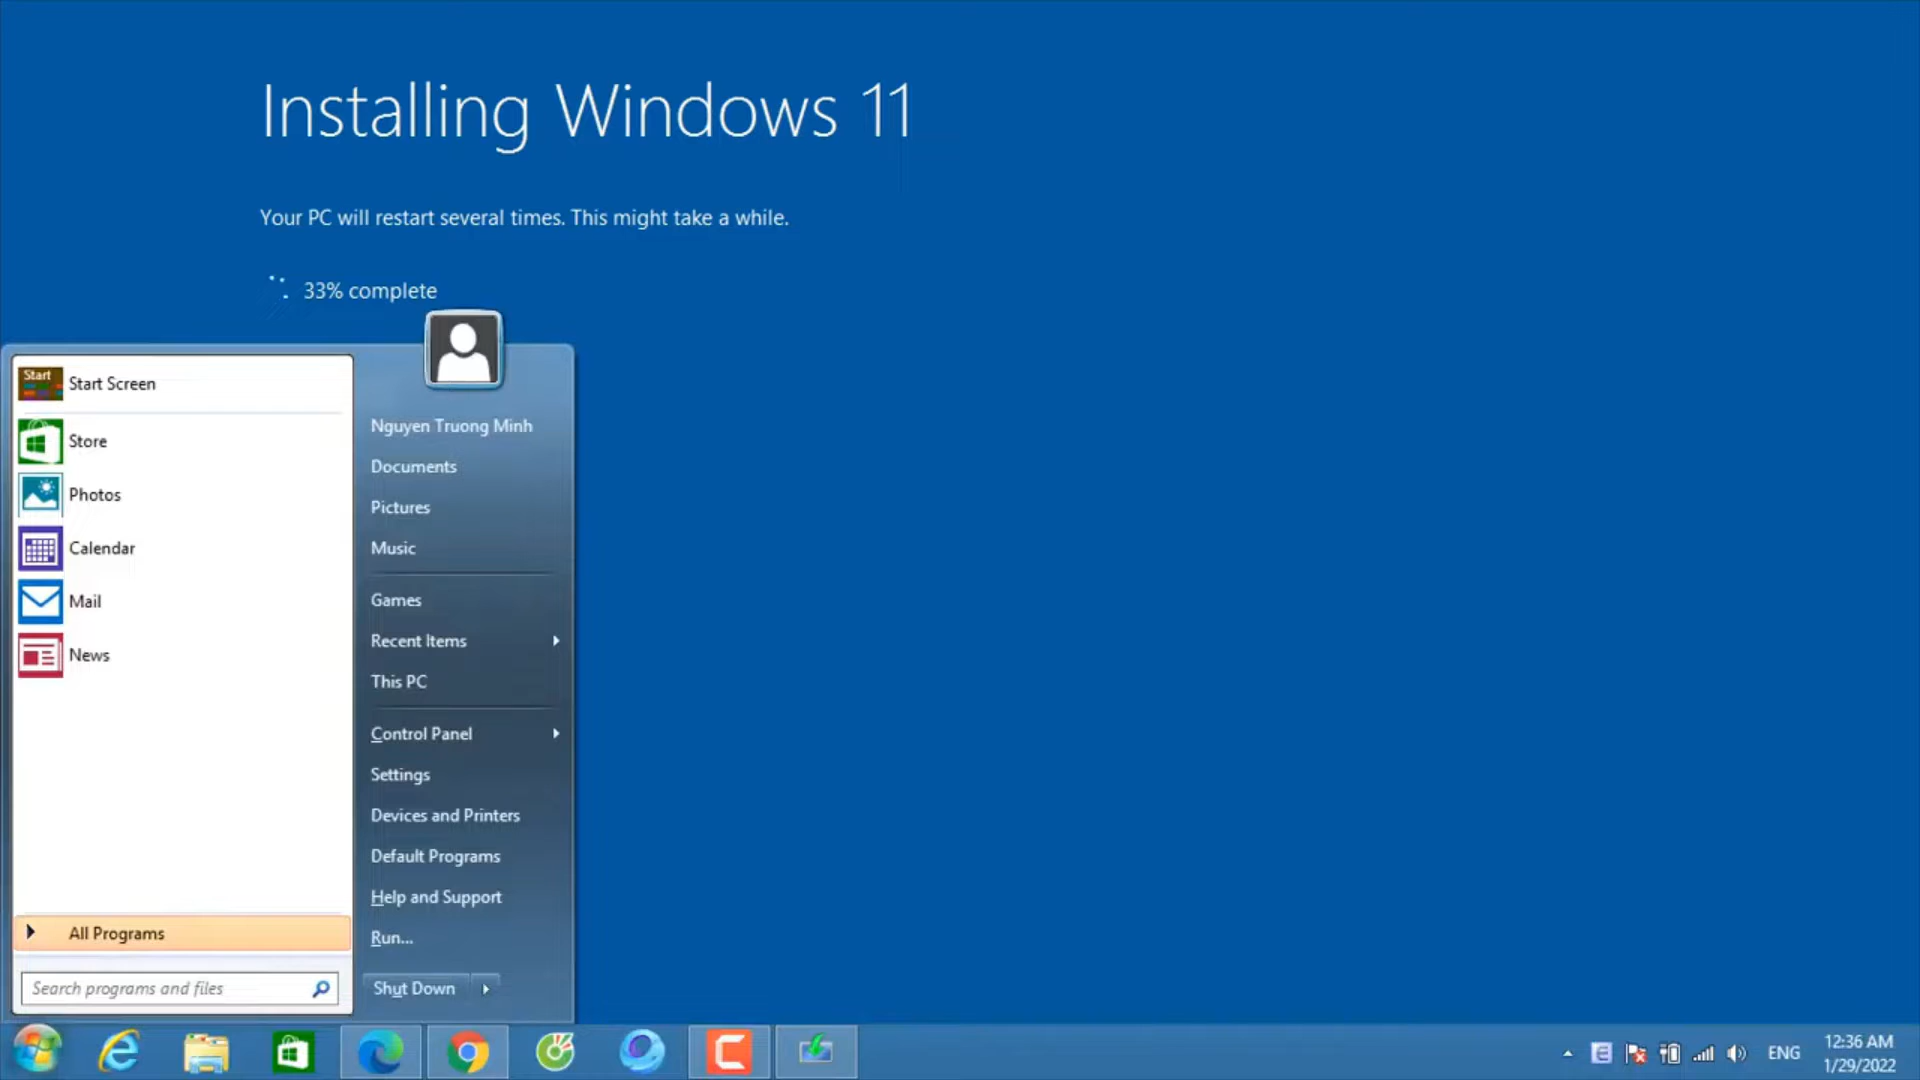 Installing Windows 11
Your PC will restart several times. This might take a while.
33% complete
Start
Start Screen
Store
Photos
Calendar
Mail
News
All Programs
Search programs and files
Nguyen Truong Minh
Documents
Pictures
Music
Games
Recent Items
This PC
Control Panel
Settings
Devices and Printers
Default Programs
Help and Support
Run...
Shut Down
E
ENG
12:36 AM
1/29/2022